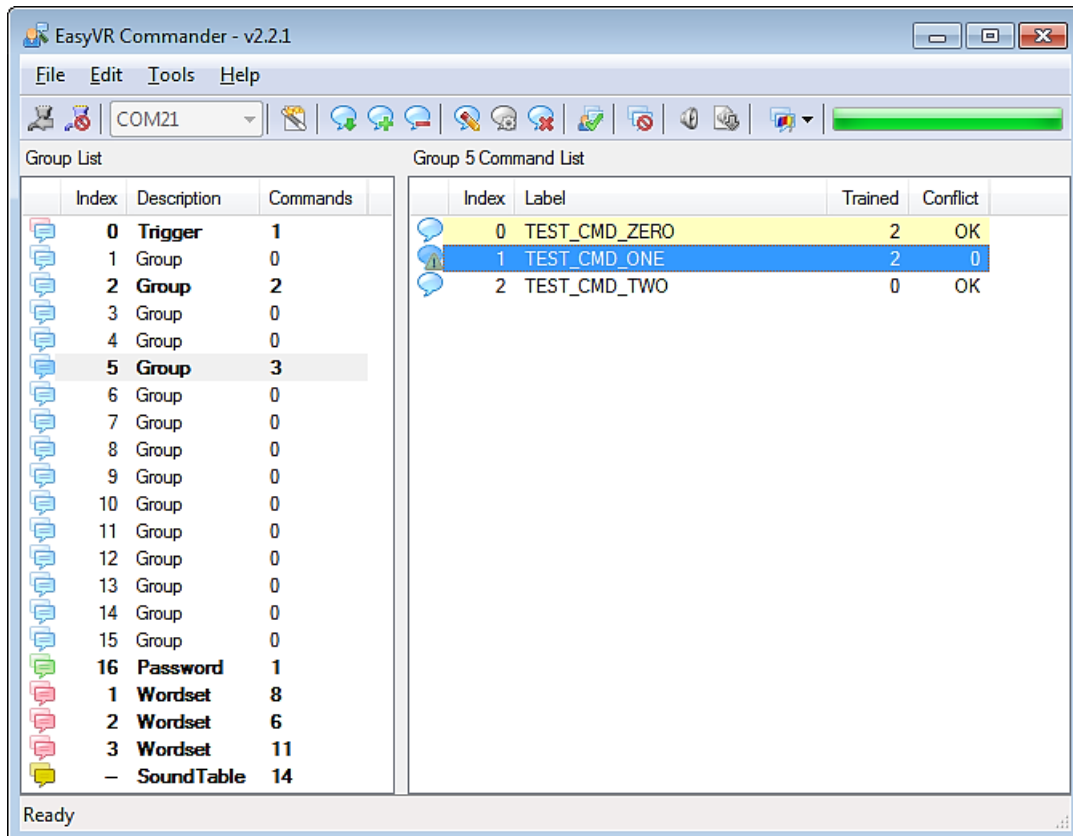 EasyVR Commander - v2.2.1
File Edit Tools Help
COM21
Group List
Index Description Commands
0 Trigger 1
1 Group 0
2 Group 2
3 Group 0
4 Group 0
5 Group 3
6 Group 0
7 Group 0
8 Group 0
9 Group 0
10 Group 0
11 Group 0
12 Group 0
13 Group 0
14 Group 0
15 Group 0
16 Password 1
1 Wordset 8
2 Wordset 6
3 Wordset 11
– SoundTable 14
Group 5 Command List
Index Label Trained Conflict
0 TEST_CMD_ZERO 2 OK
1 TEST_CMD_ONE 2 0
2 TEST_CMD_TWO 0 OK
Ready